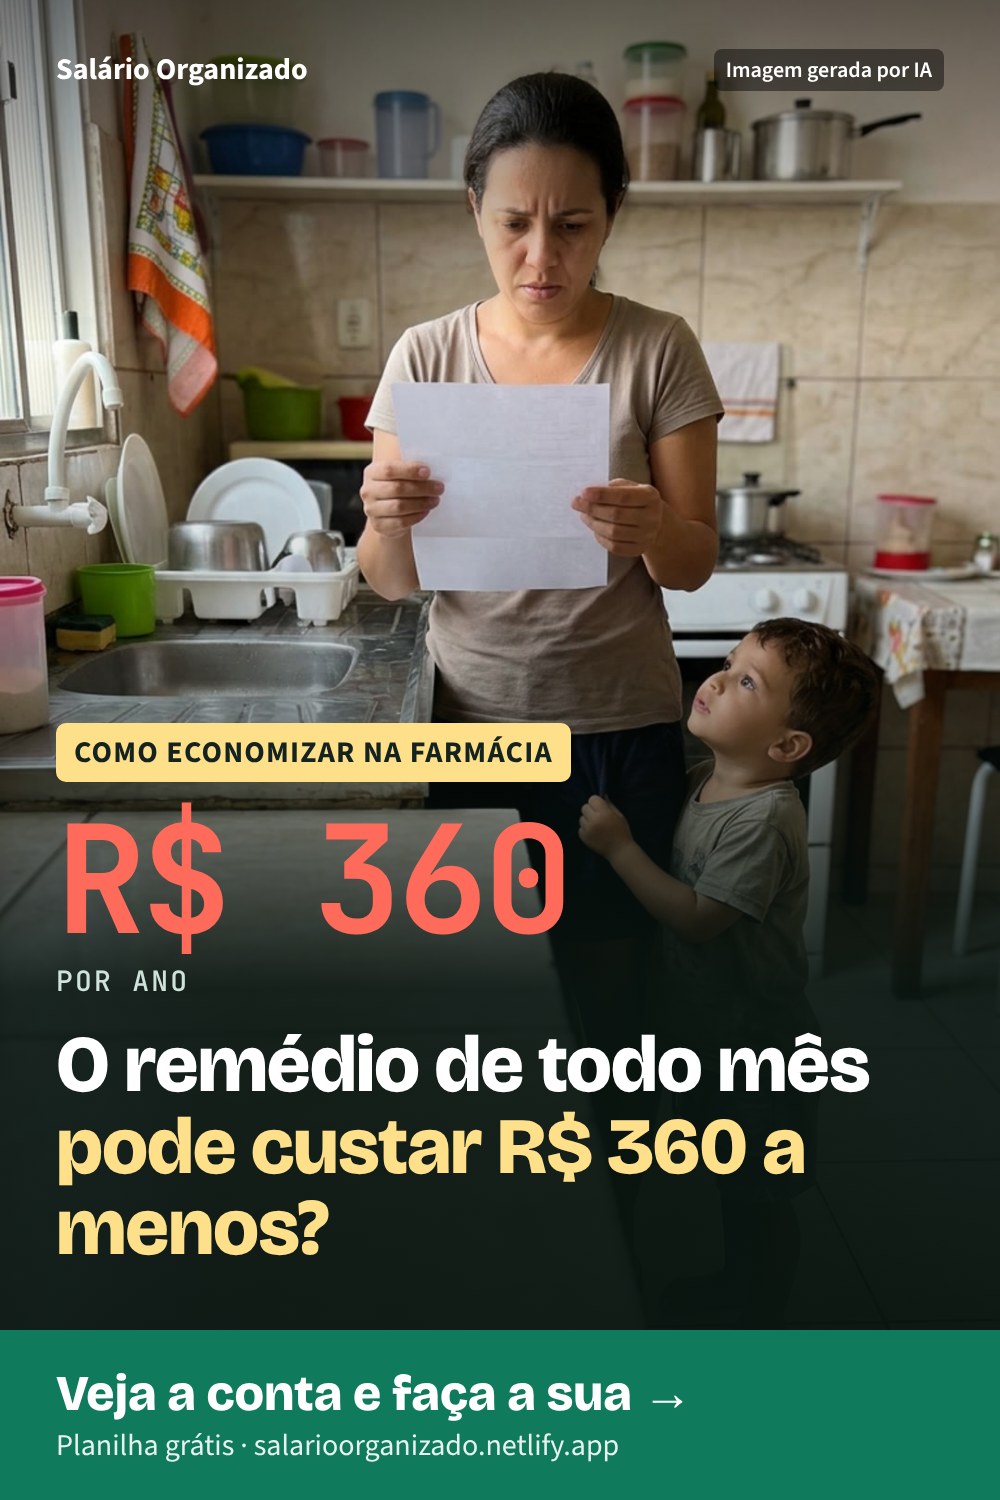 Salário Organizado
Imagem gerada por IA
COMO ECONOMIZAR NA FARMÁCIA
R$ 360
POR ANO
O remédio de todo mês
pode custar R$ 360 a
menos?
Veja a conta e faça a sua →
Planilha grátis · salarioorganizado.netlify.app